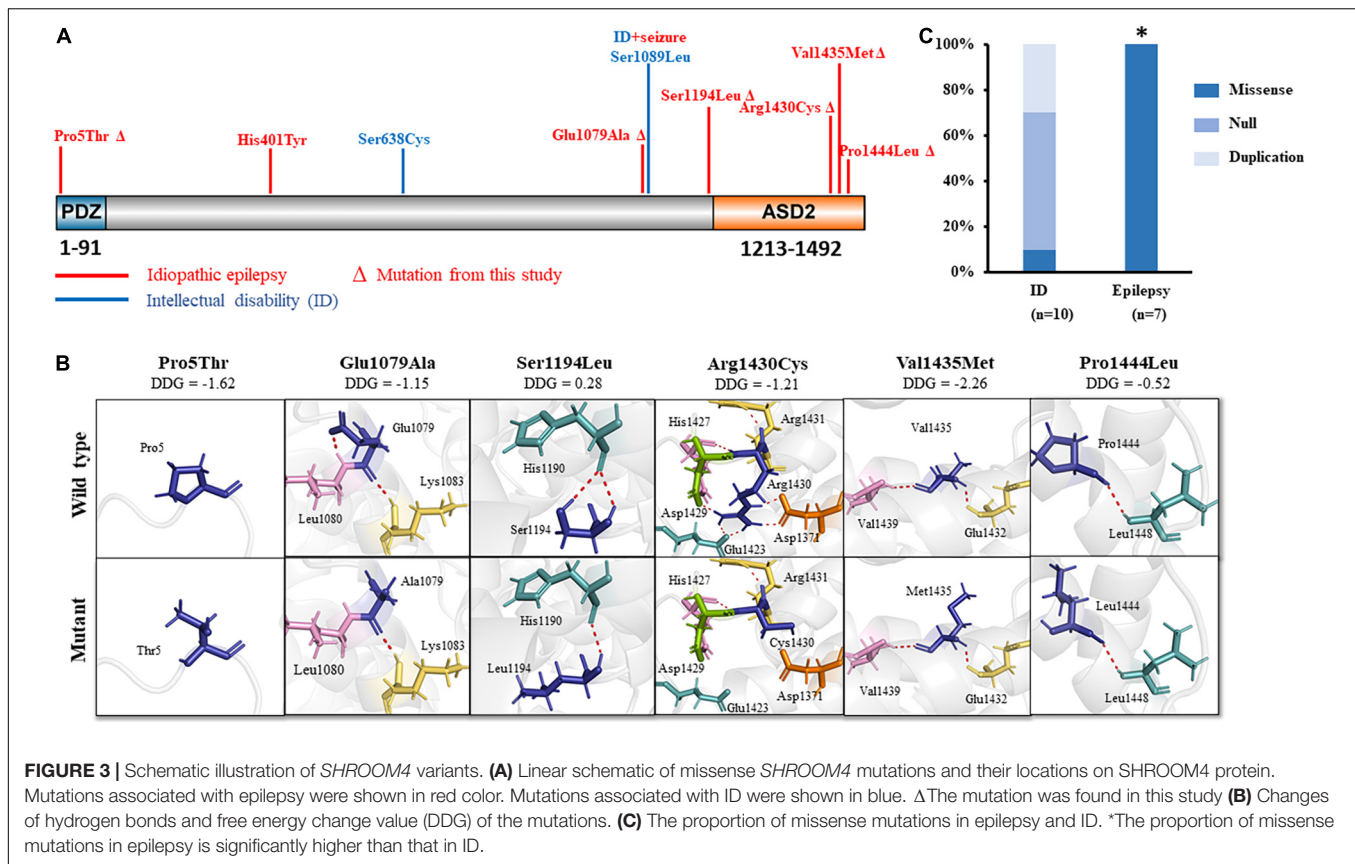 A
ID+seizure
Ser1089Leu
Val1435Met Δ
Ser1194Leu Δ
Arg1430Cys Δ
Pro5Thr Δ
His401Tyr
Ser638Cys
Glu1079Ala Δ
Pro1444Leu Δ
PDZ
ASD2
1-91
1213-1492
Idiopathic epilepsy
Δ Mutation from this study
Intellectual disability (ID)
C
*
100%
80%
60%
40%
20%
0%
ID
(n=10)
Epilepsy
(n=7)
Missense
Null
Duplication
B
Pro5Thr
DDG = -1.62
Glu1079Ala
DDG = -1.15
Ser1194Leu
DDG = 0.28
Arg1430Cys
DDG = -1.21
Val1435Met
DDG = -2.26
Pro1444Leu
DDG = -0.52
Wild type
Pro5
Glu1079
Lys1083
Leu1080
His1190
Ser1194
His1427
Arg1431
Arg1430
Asp1429
Glu1423
Asp1371
Val1435
Val1439
Glu1432
Pro1444
Leu1448
Mutant
Thr5
Ala1079
Lys1083
Leu1080
His1190
Leu1194
His1427
Arg1431
Cys1430
Asp1429
Glu1423
Asp1371
Met1435
Val1439
Glu1432
Leu1444
Leu1448
FIGURE 3 | Schematic illustration of SHROOM4 variants. (A) Linear schematic of missense SHROOM4 mutations and their locations on SHROOM4 protein.
Mutations associated with epilepsy were shown in red color. Mutations associated with ID were shown in blue. ΔThe mutation was found in this study (B) Changes
of hydrogen bonds and free energy change value (DDG) of the mutations. (C) The proportion of missense mutations in epilepsy and ID. *The proportion of missense
mutations in epilepsy is significantly higher than that in ID.